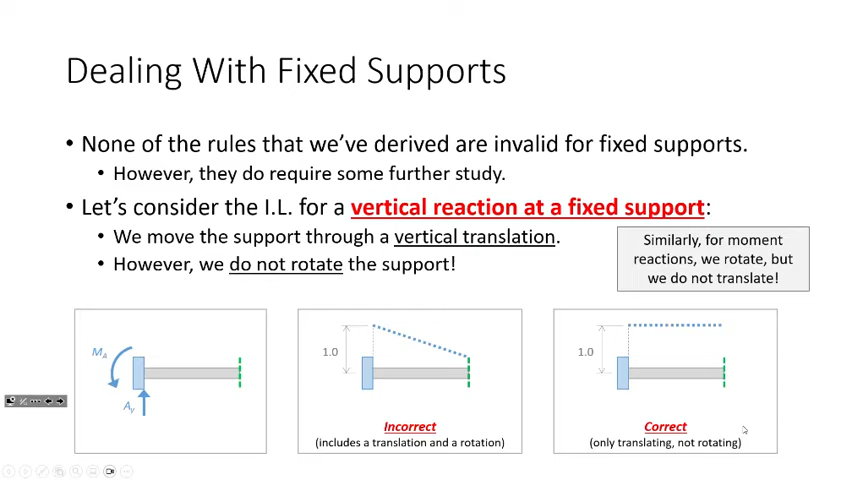 Dealing With Fixed Supports
• None of the rules that we've derived are invalid for fixed supports.
• However, they do require some further study.
• Let's consider the I.L. for a vertical reaction at a fixed support:
• We move the support through a vertical translation.
• However, we do not rotate the support!
Similarly, for moment
reactions, we rotate, but
we do not translate!
M_A
A_y
1.0
Incorrect
(includes a translation and a rotation)
1.0
Correct
(only translating, not rotating)